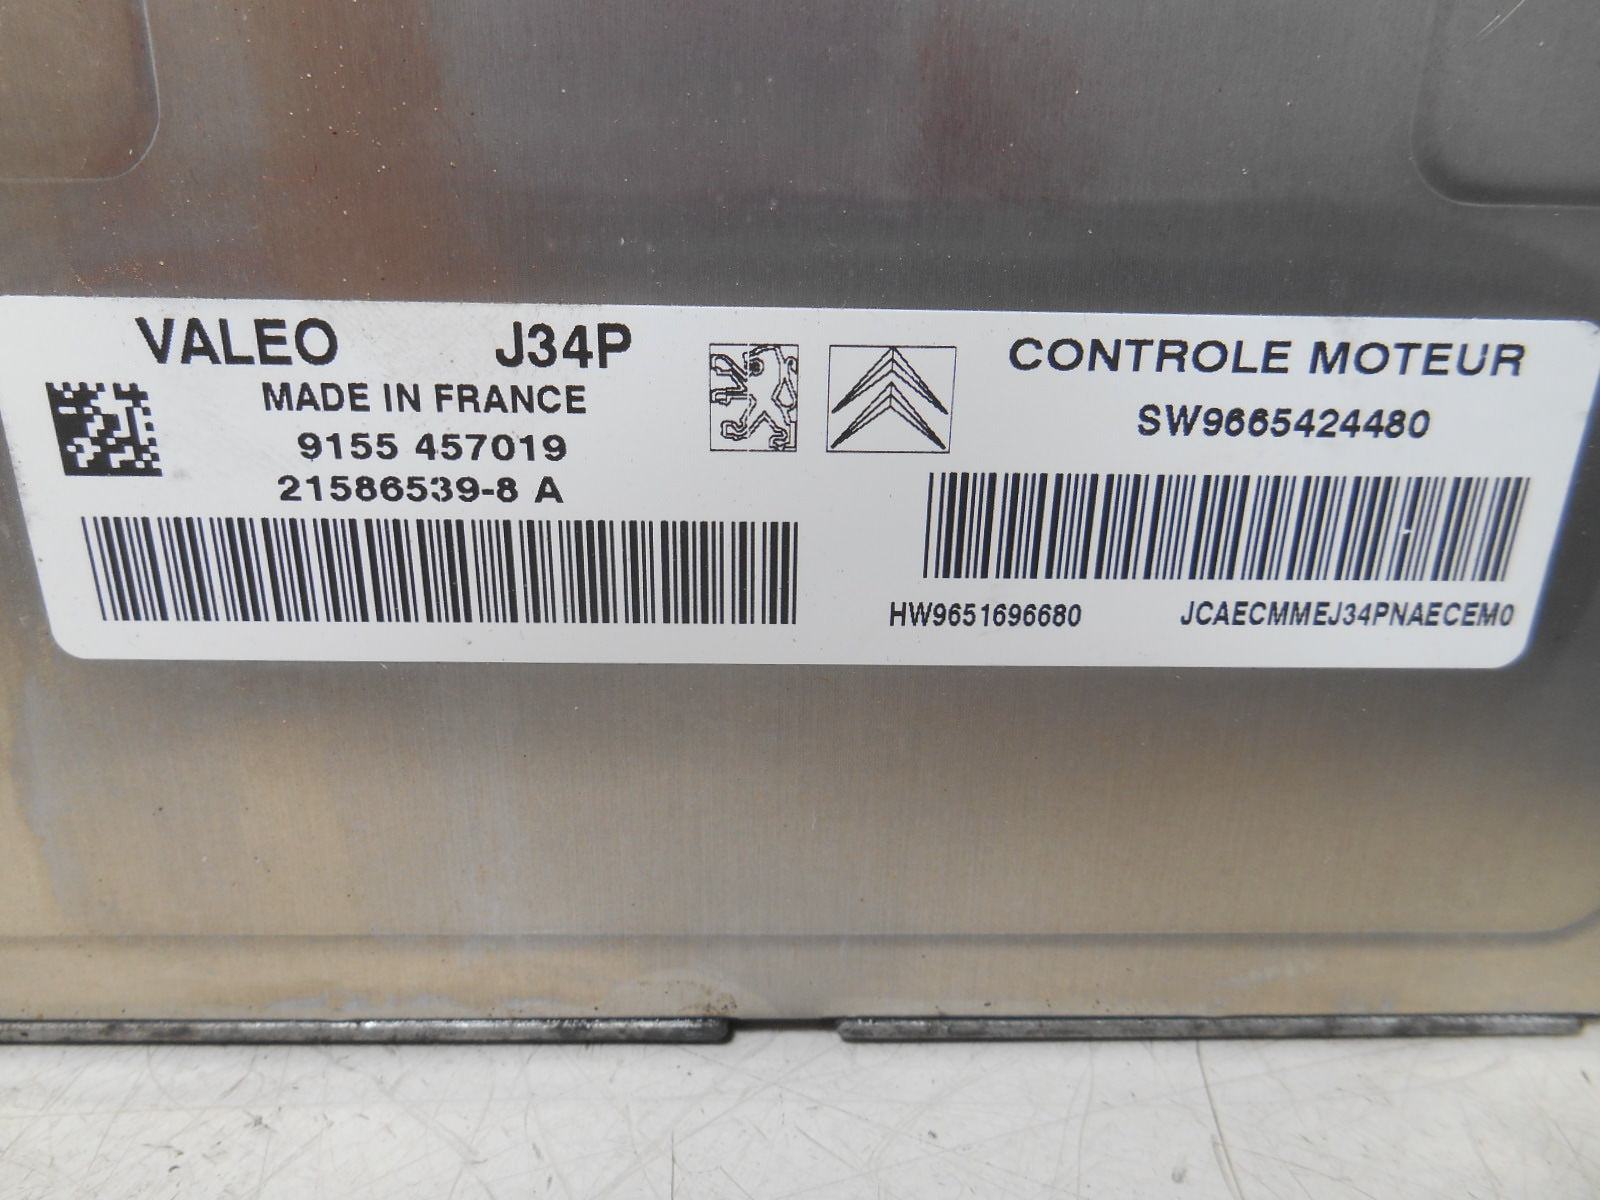 VALEO J34P
MADE IN FRANCE
9155 457019
21586539-8 A
CONTROLE MOTEUR
SW9665424480
HW9651696680 JCAECMMEJ34PNAECEM0